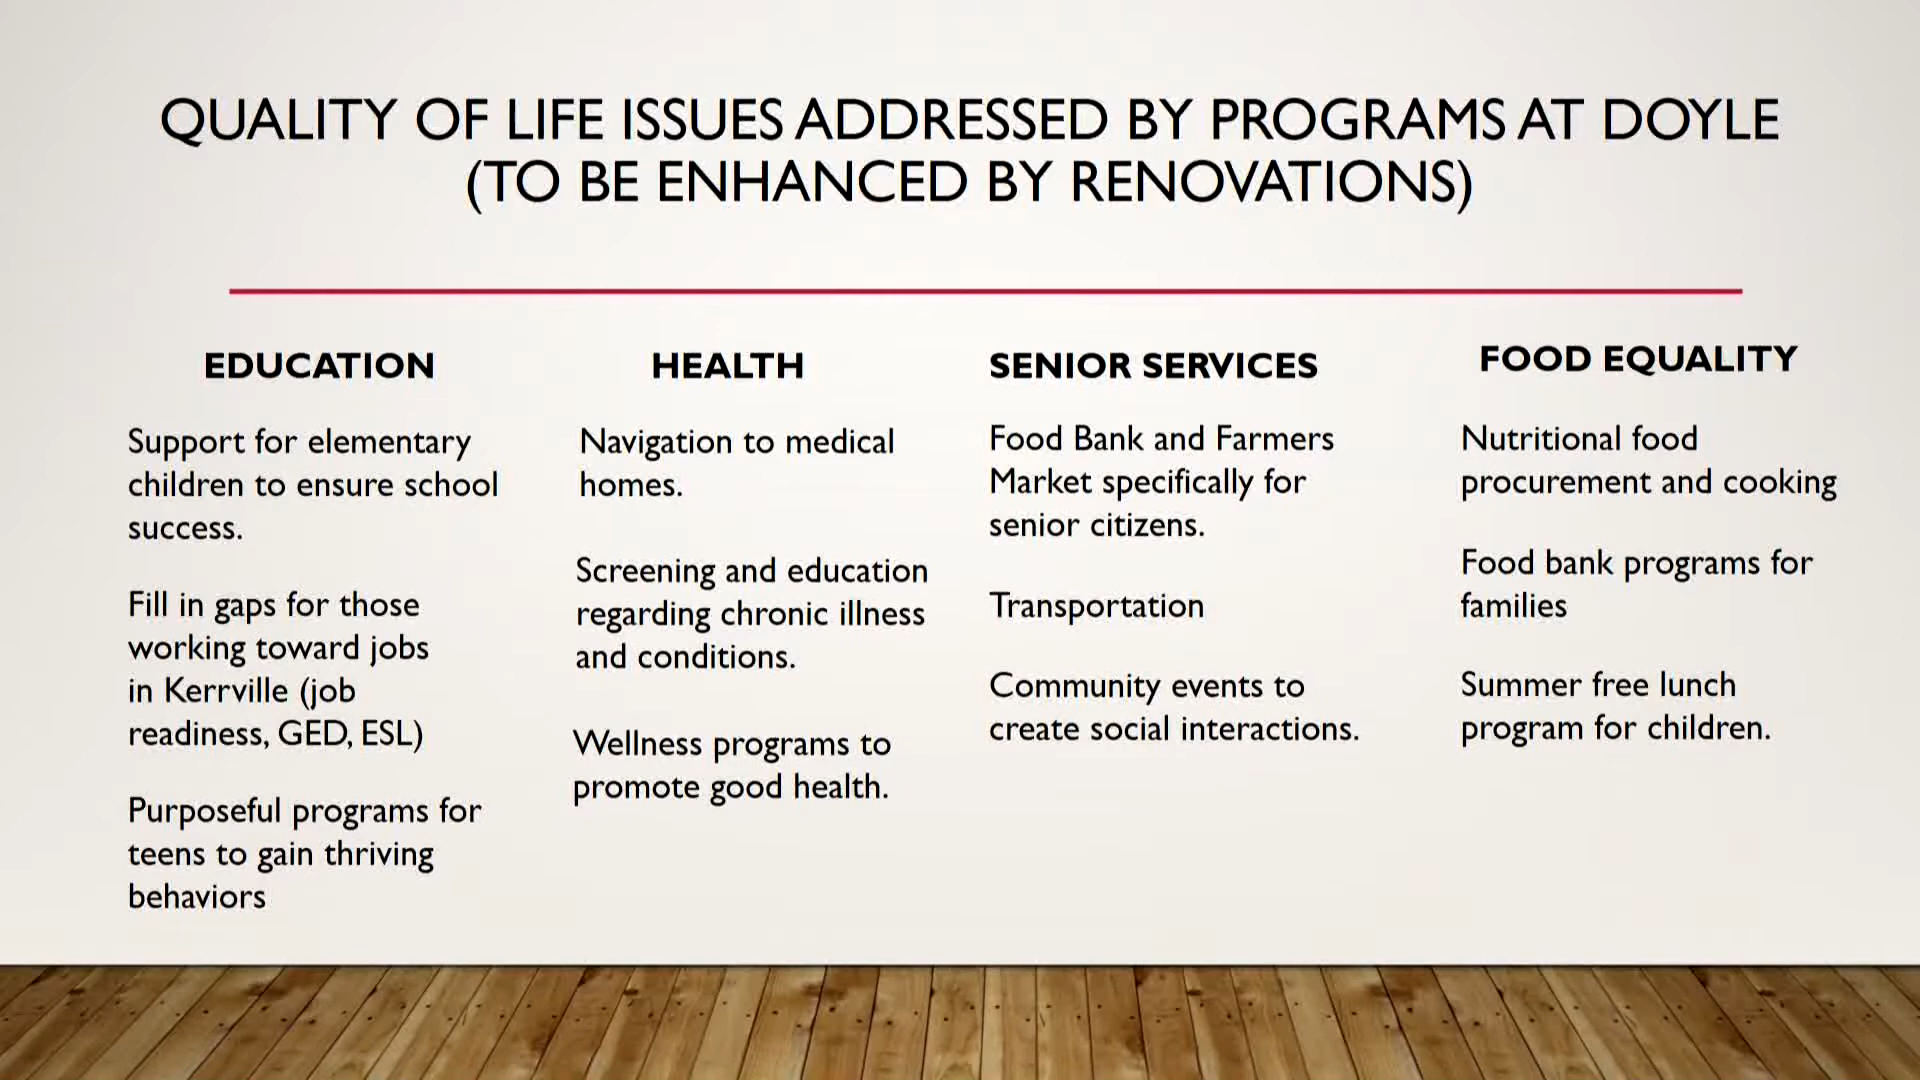 QUALITY OF LIFE ISSUES ADDRESSED BY PROGRAMS AT DOYLE
(TO BE ENHANCED BY RENOVATIONS)
EDUCATION
Support for elementary
children to ensure school
success.
Fill in gaps for those
working toward jobs
in Kerrville (job
readiness, GED, ESL)
Purposeful programs for
teens to gain thriving
behaviors
HEALTH
Navigation to medical
homes.
Screening and education
regarding chronic illness
and conditions.
Wellness programs to
promote good health.
SENIOR SERVICES
Food Bank and Farmers
Market specifically for
senior citizens.
Transportation
Community events to
create social interactions.
FOOD EQUALITY
Nutritional food
procurement and cooking
Food bank programs for
families
Summer free lunch
program for children.